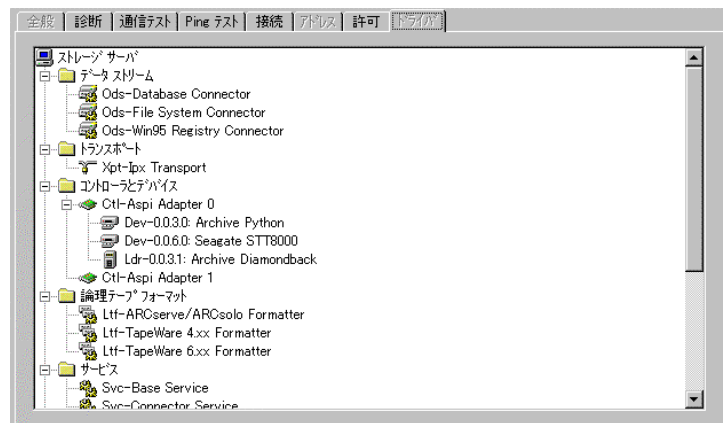 全般 診断 通信ﾃｽﾄ Ping ﾃｽﾄ 接続 ｱﾄﾞﾚｽ 許可 ﾄﾞﾗｲﾊﾞ
ｽﾄﾚｰｼﾞ ｻｰﾊﾞ
ﾃﾞｰﾀ ｽﾄﾘｰﾑ
Ods-Database Connector
Ods-File System Connector
Ods-Win95 Registry Connector
ﾄﾗﾝｽﾎﾟｰﾄ
Xpt-Ipx Transport
ｺﾝﾄﾛｰﾗとﾃﾞﾊﾞｲｽ
Ctl-Aspi Adapter 0
Dev-0.0.3.0: Archive Python
Dev-0.0.6.0: Seagate STT8000
Ldr-0.0.3.1: Archive Diamondback
Ctl-Aspi Adapter 1
論理ﾃｰﾌﾟ ﾌｫｰﾏｯﾄ
Ltf-ARCserve/ARCsolo Formatter
Ltf-TapeWare 4.xx Formatter
Ltf-TapeWare 6.xx Formatter
ｻｰﾋﾞｽ
Svc-Base Service
Svc-Connector Service